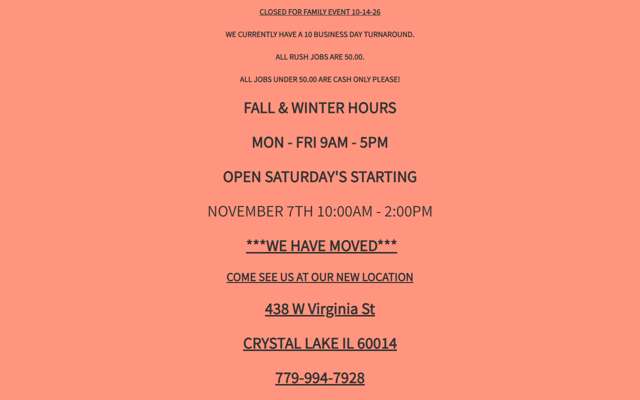 CLOSED FOR FAMILY EVENT 10-14-26
WE CURRENTLY HAVE A 10 BUSINESS DAY TURNAROUND.
ALL RUSH JOBS ARE 50.00.
ALL JOBS UNDER 50.00 ARE CASH ONLY PLEASE!
FALL & WINTER HOURS
MON - FRI 9AM - 5PM
OPEN SATURDAY'S STARTING
NOVEMBER 7TH 10:00AM - 2:00PM
***WE HAVE MOVED***
COME SEE US AT OUR NEW LOCATION
438 W Virginia St
CRYSTAL LAKE IL 60014
779-994-7928